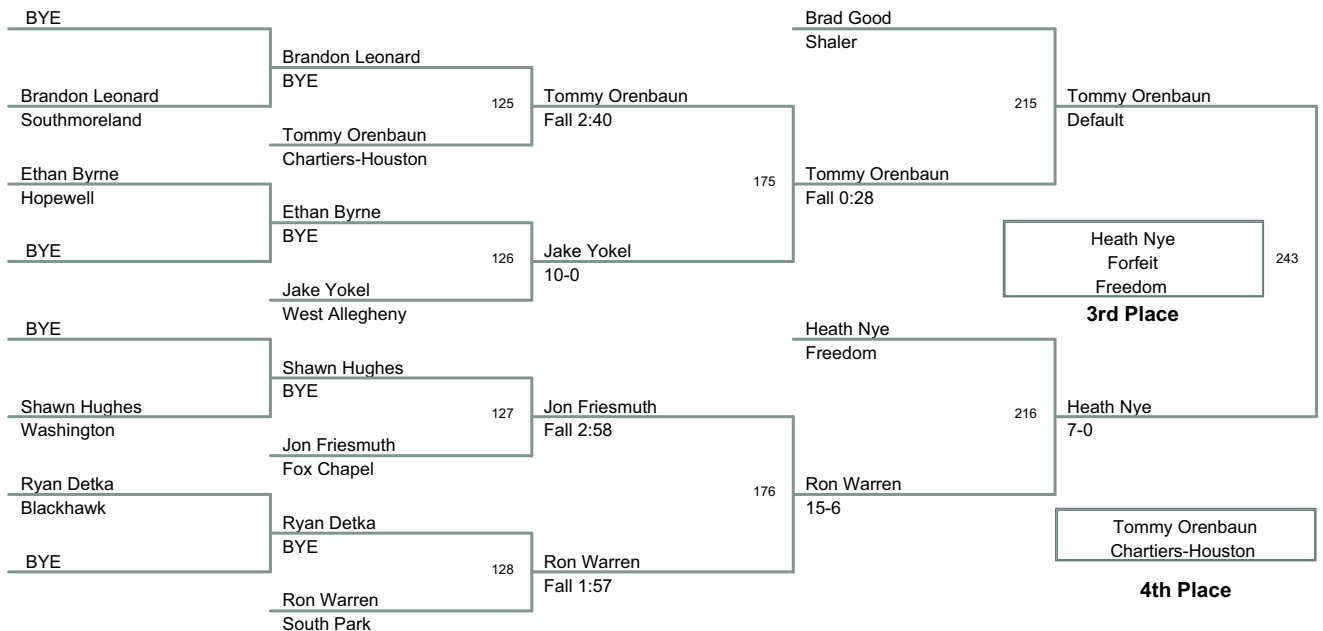 BYE
Brandon Leonard
Southmoreland
Ethan Byrne
Hopewell
BYE
BYE
Shawn Hughes
Washington
Ryan Detka
Blackhawk
BYE
Brandon Leonard
BYE
125
Tommy Orenbaun
Chartiers-Houston
Ethan Byrne
BYE
126
Jake Yokel
West Allegheny
Shawn Hughes
BYE
127
Jon Friesmuth
Fox Chapel
Ryan Detka
BYE
128
Ron Warren
South Park
Tommy Orenbaun
Fall 2:40
175
Jake Yokel
10-0
Jon Friesmuth
Fall 2:58
176
Ron Warren
Fall 1:57
Brad Good
Shaler
215
Tommy Orenbaun
Fall 0:28
Heath Nye
Freedom
216
Ron Warren
15-6
Tommy Orenbaun
Default
Heath Nye
Forfeit
Freedom
243
3rd Place
Heath Nye
7-0
Tommy Orenbaun
Chartiers-Houston
4th Place